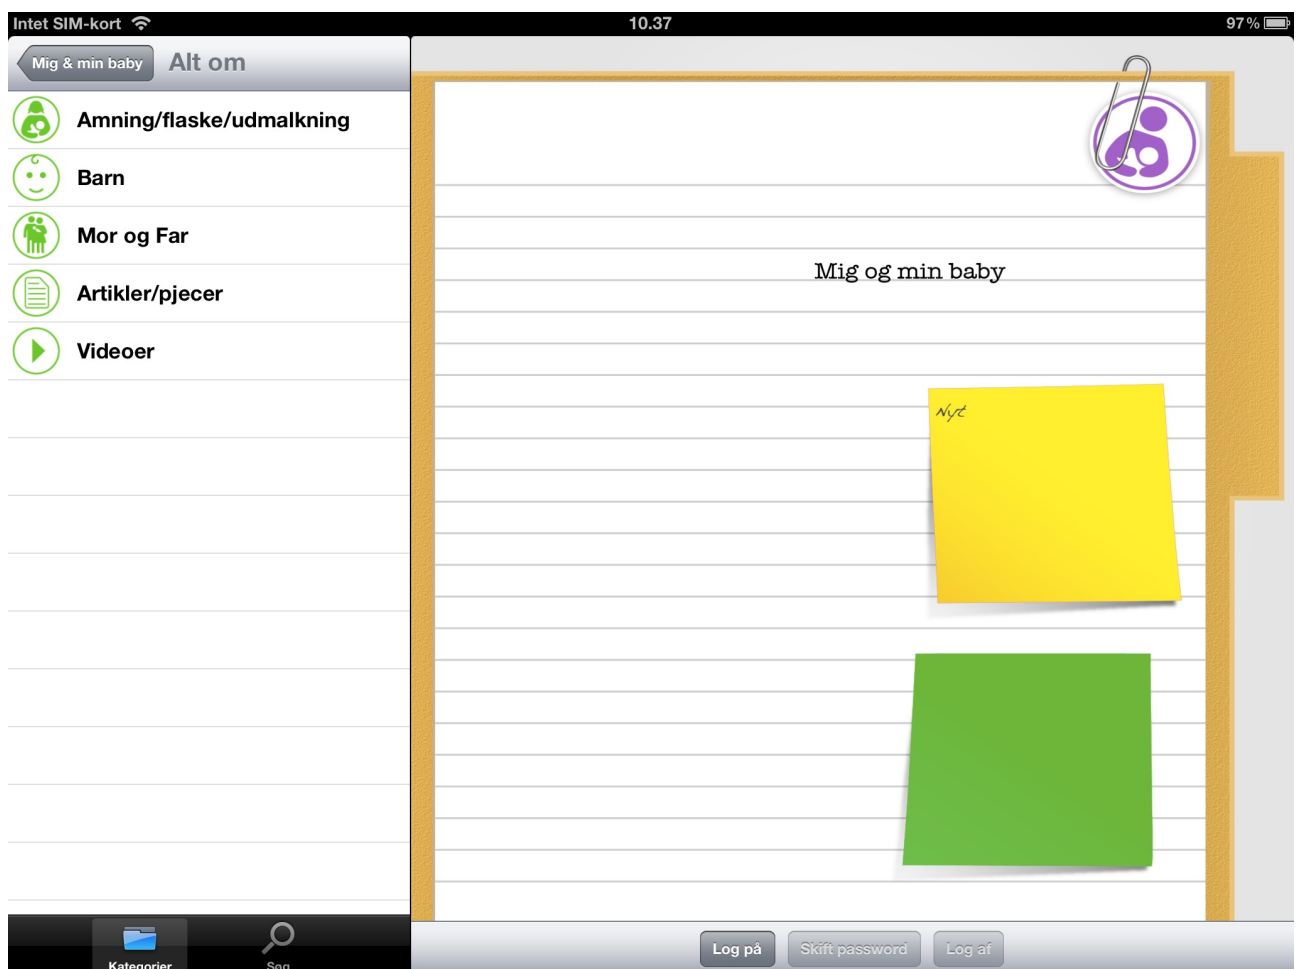 Intet SIM-kort
10.37
97%
Mig & min baby
Alt om
Amning/flaske/udmalkning
Barn
Mor og Far
Artikler/pjecer
Videoer
Mig og min baby
Nyt
Kategorier
Søg
Log på
Skift password
Log af